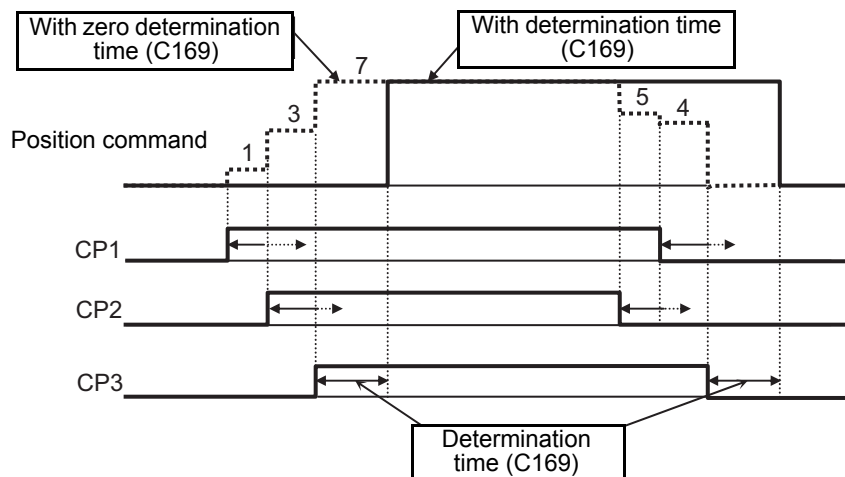 With zero determination
time (C169)
With determination time
(C169)
7
5
4
3
1
Position command
CP1
CP2
CP3
Determination
time (C169)